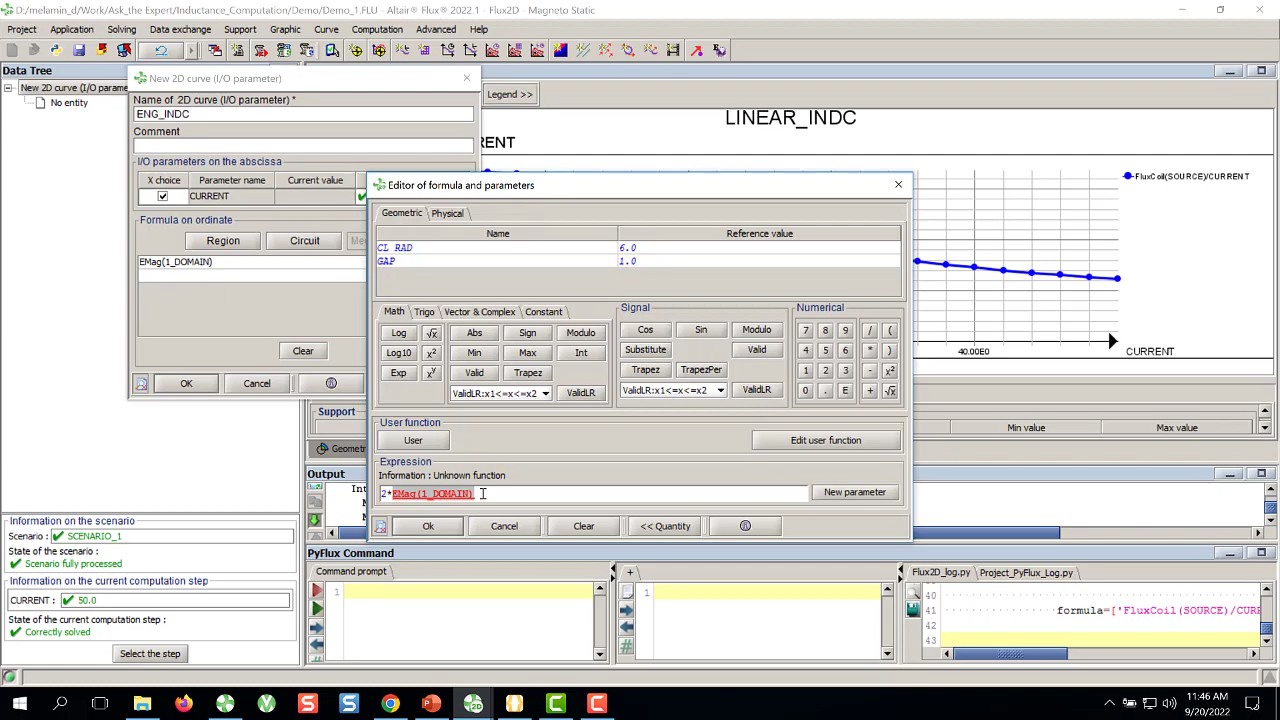 D:/melamin_d/Work/Ask_the Expert/Inductance_Computation/Demo/Demo_1.FLU - Altair® Flux® 2022.1 - Flux2D - Magneto Static
Project Application Solving Data exchange Support Graphic Curve Computation Advanced Help
Data Tree
New 2D curve (I/O parame
No entity
New 2D curve (I/O parameter)
Name of 2D curve (I/O parameter) *
ENG_INDC
Comment
I/O parameters on the abscissa
X choice Parameter name Current value
CURRENT
Formula on ordinate
Region Circuit Me
EMag(1_DOMAIN)
Clear
OK Cancel
Legend >>
LINEAR_INDC
RENT
FluxCoil(SOURCE)/CURRENT
40.00E0
CURRENT
Editor of formula and parameters
Geometric Physical
Name Reference value
CL_RAD 6.0
GAP 1.0
Math Trigo Vector & Complex Constant
Signal
Numerical
Log √x Abs Sign Modulo
Cos Sin Modulo
7 8 9 / (
Log10 x² Min Max Int
Substitute Valid
4 5 6 * )
Exp x^y Valid Trapez
Trapez TrapezPer
1 2 3 - x²
ValidLR:x1<=x<=x2 ValidLR
ValidLR:x1<=x<=x2 ValidLR
0 . E + √x
User function
User Edit user function
Expression
Information : Unknown function
2*EMag(1_DOMAIN)
New parameter
Ok Cancel Clear << Quantity
Support
Min value Max value
Geometr
Output
Int
PyFlux Command
Command prompt
1
+
1
Flux2D_log.py Project_PyFlux_Log.py
40
41 formula=['FluxCoil(SOURCE)/CURR
42
43
Information on the scenario
Scenario : SCENARIO_1
State of the scenario :
Scenario fully processed
Information on the current computation step
CURRENT : 50.0
State of the current computation step :
Correctly solved
Select the step
11:46 AM
9/20/2022